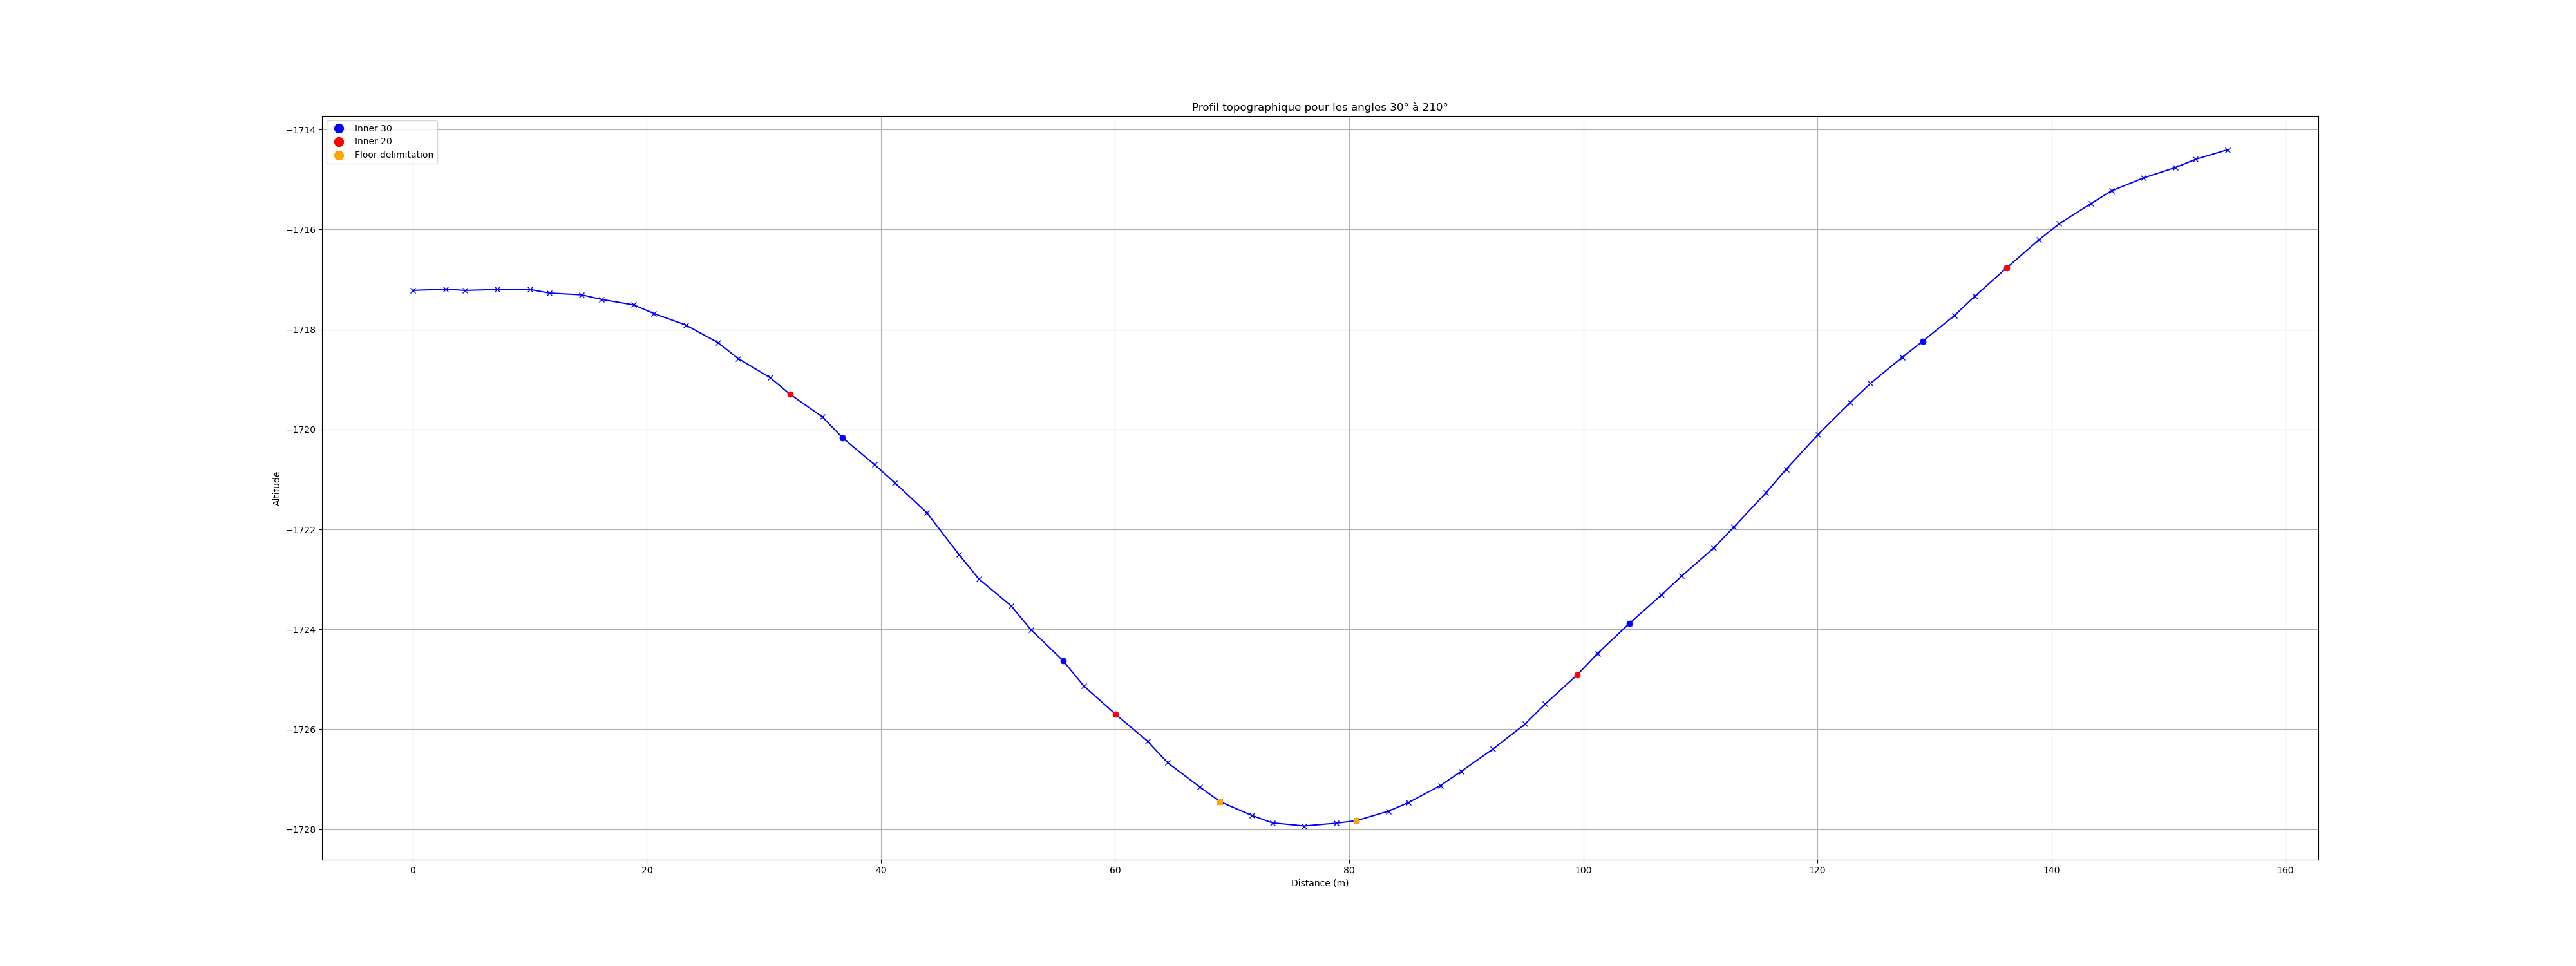 Profil topographique pour les angles 30° à 210°
Inner 30
Inner 20
Floor delimitation
−1714
−1716
−1718
−1720
−1722
−1724
−1726
−1728
Altitude
0 20 40 60 80 100 120 140 160
Distance (m)